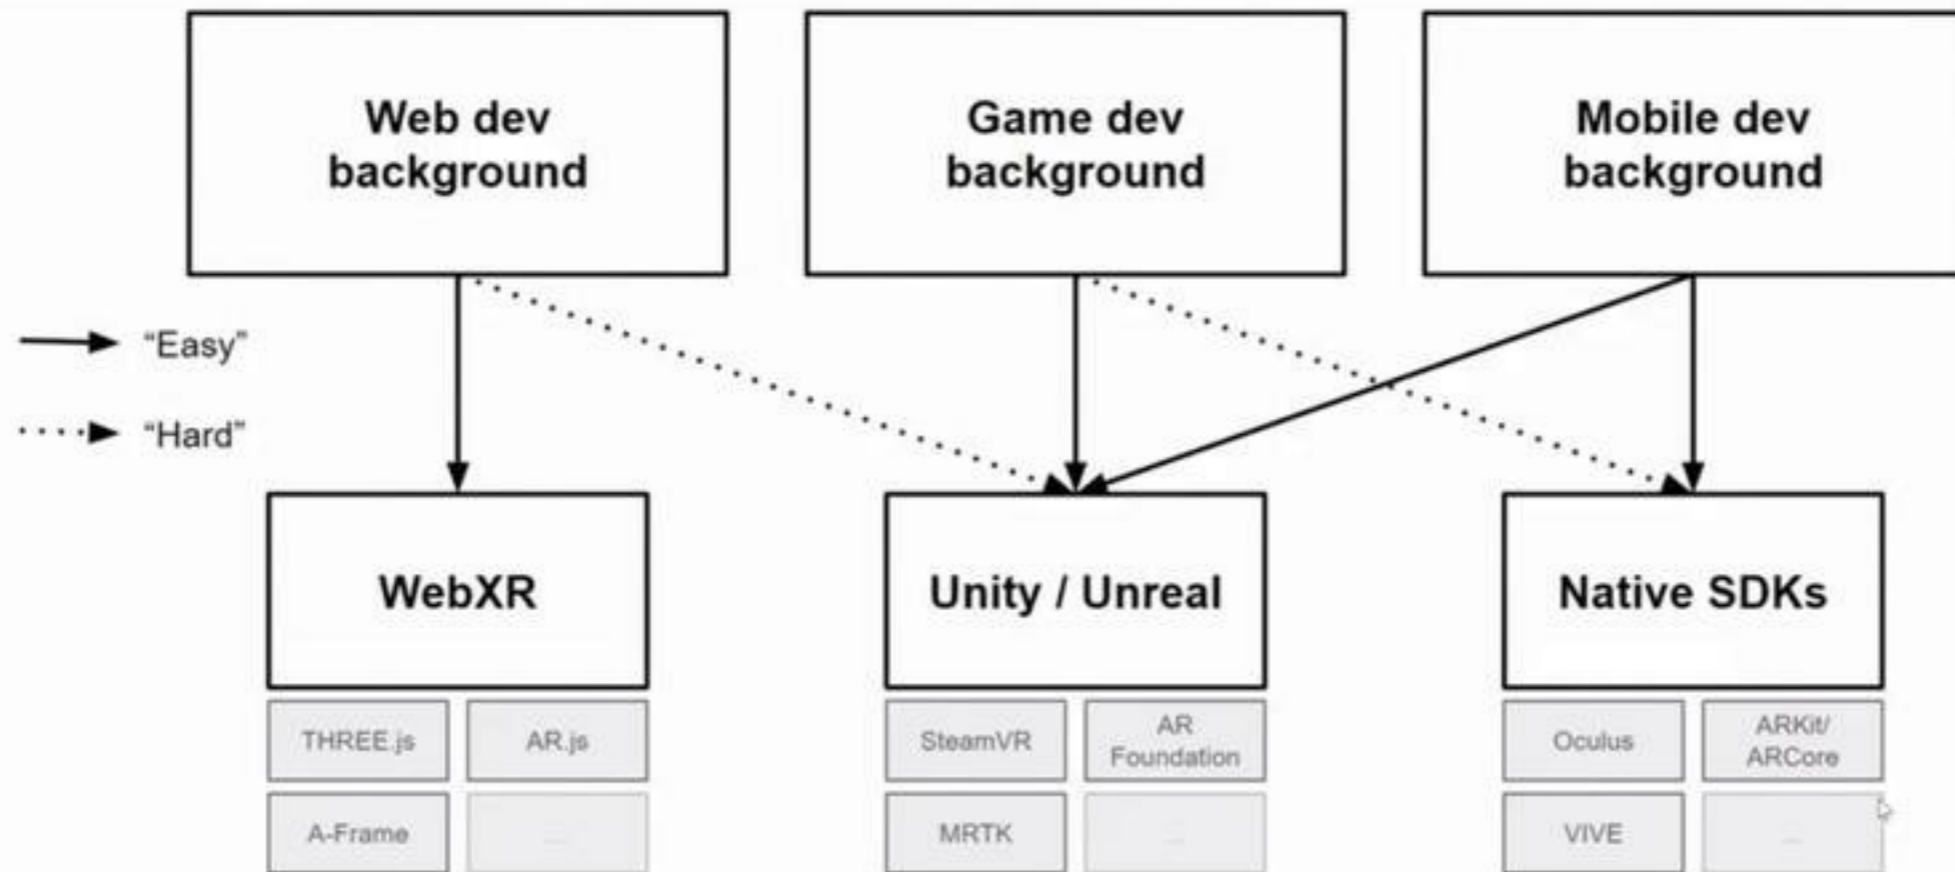 Web dev
background
Game dev
background
Mobile dev
background
“Easy”
“Hard”
WebXR
Unity / Unreal
Native SDKs
THREE.js
AR.js
SteamVR
AR
Foundation
Oculus
ARKit/
ARCore
A-Frame
...
MRTK
...
VIVE
...